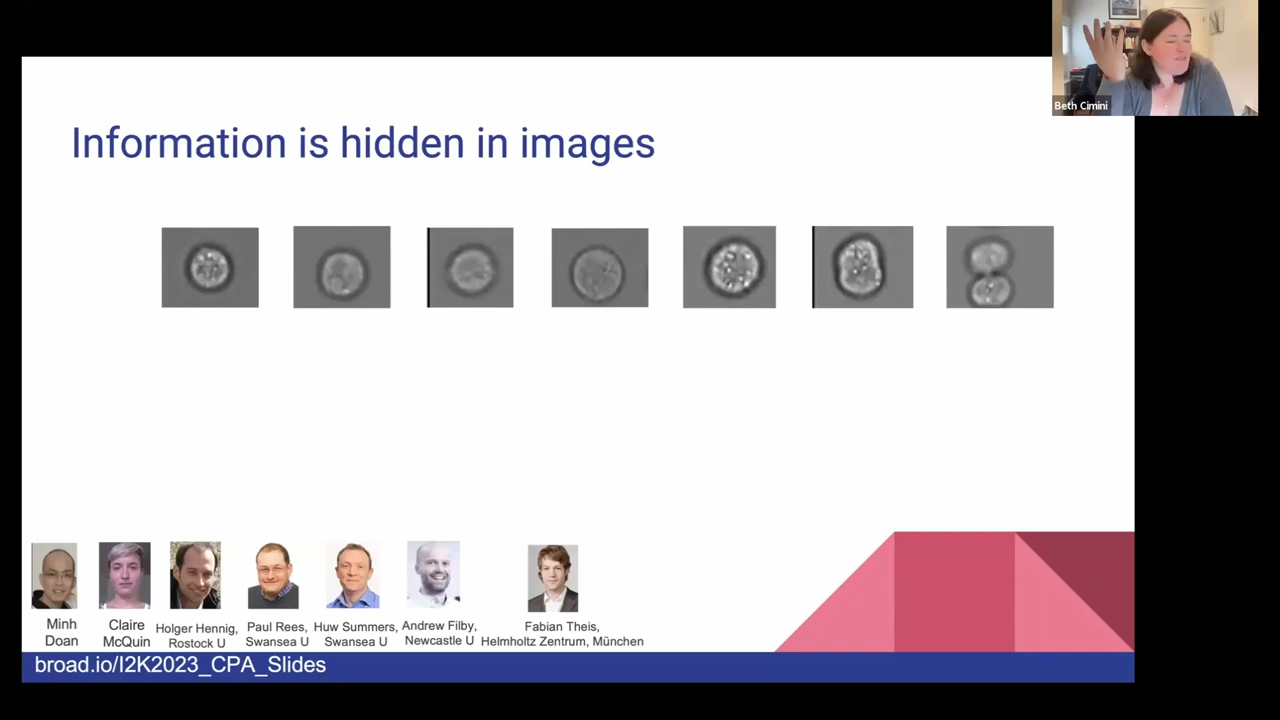 Beth Cimini
Information is hidden in images
Minh
Doan
Claire
McQuin
Holger Hennig,
Rostock U
Paul Rees,
Swansea U
Huw Summers,
Swansea U
Andrew Filby,
Newcastle U
Fabian Theis,
Helmholtz Zentrum, München
broad.io/I2K2023_CPA_Slides